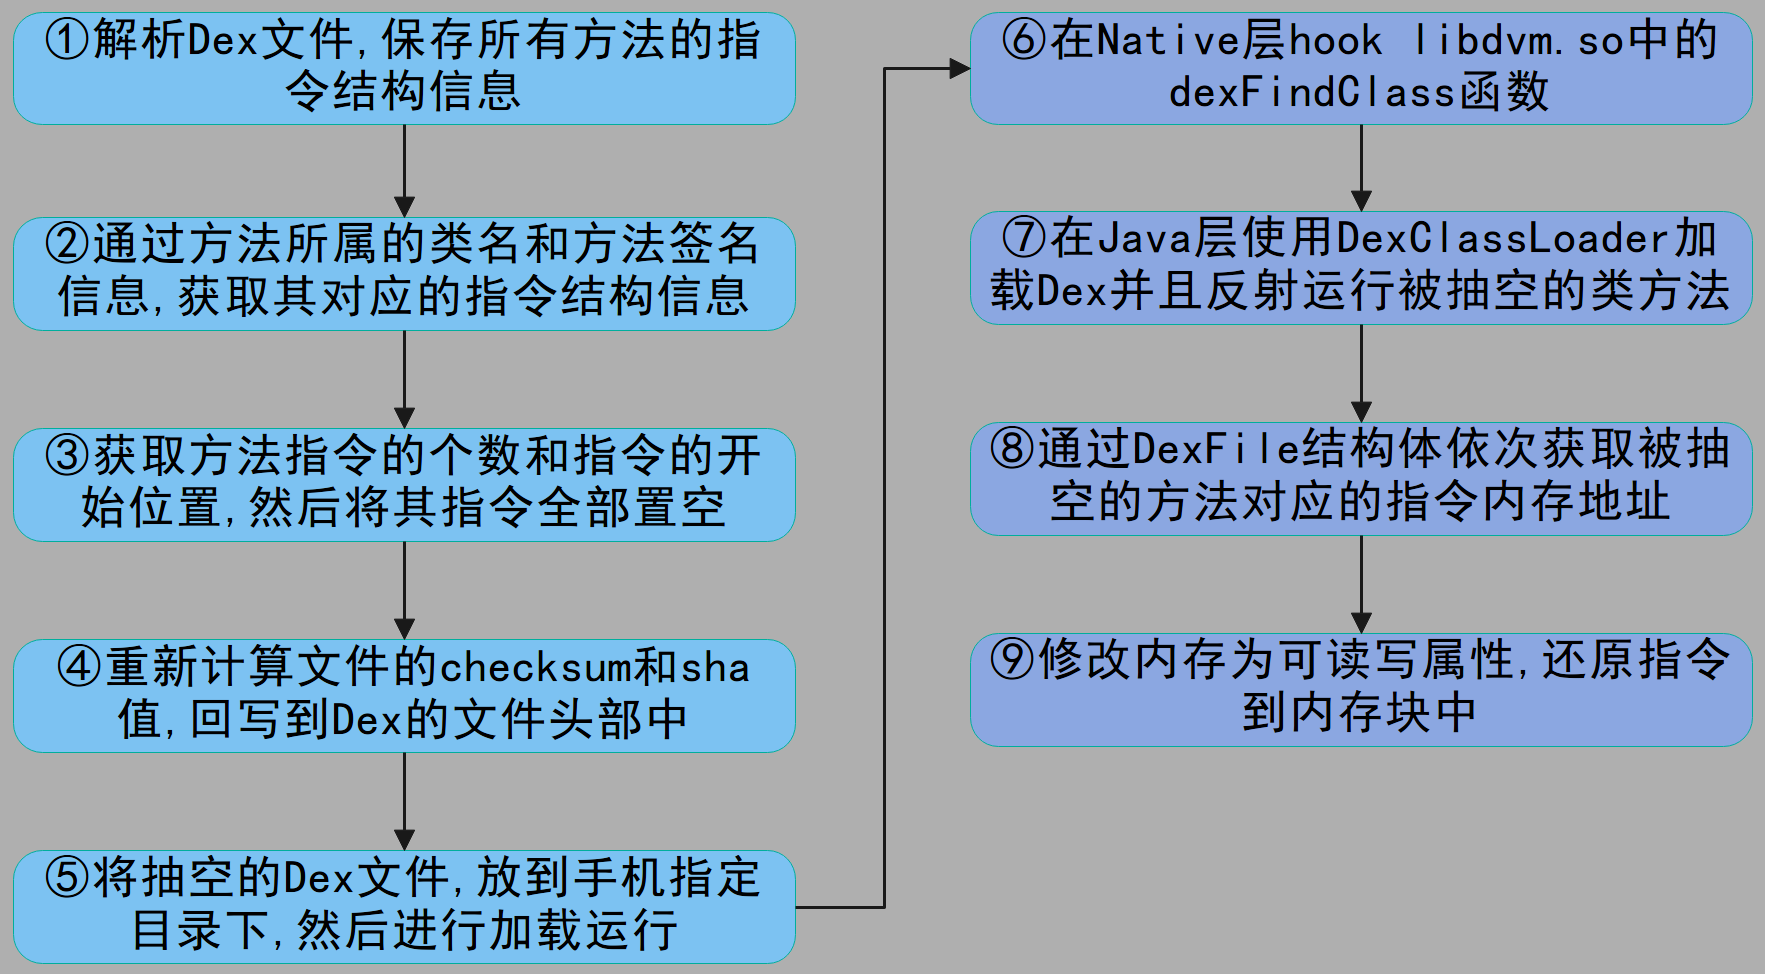 ①解析Dex文件,保存所有方法的指
令结构信息
②通过方法所属的类名和方法签名
信息,获取其对应的指令结构信息
③获取方法指令的个数和指令的开
始位置,然后将其指令全部置空
④重新计算文件的checksum和sha
值,回写到Dex的文件头部中
⑤将抽空的Dex文件,放到手机指定
目录下,然后进行加载运行
⑥在Native层hook libdvm.so中的
dexFindClass函数
⑦在Java层使用DexClassLoader加
载Dex并且反射运行被抽空的类方法
⑧通过DexFile结构体依次获取被抽
空的方法对应的指令内存地址
⑨修改内存为可读写属性,还原指令
到内存块中